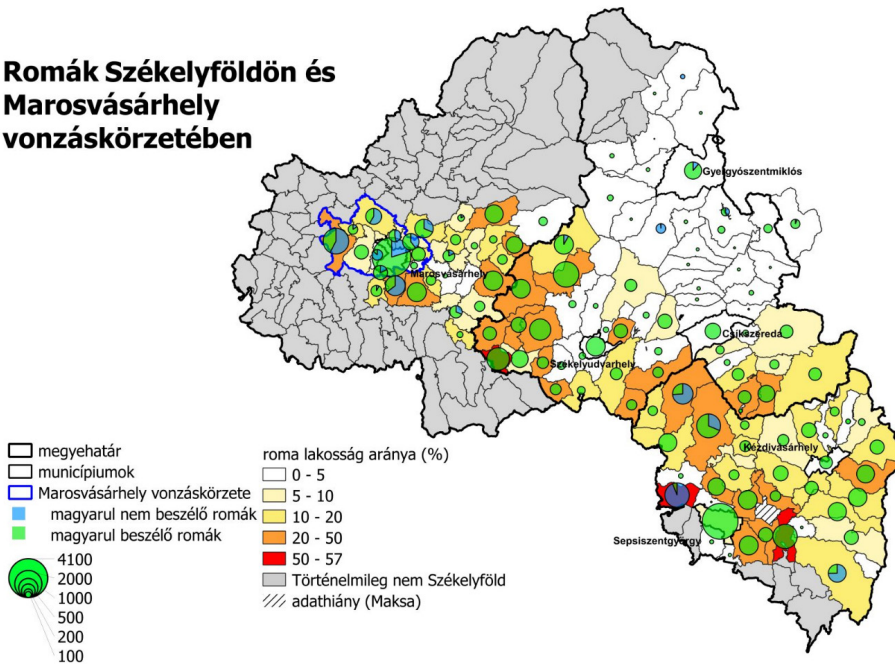 Romák Székelyföldön és
Marosvásárhely
vonzáskörzetében
Gyergyószentmiklós
Marosvásárhely
Csíkszereda
Székelyudvarhely
Kézdivásárhely
Sepsiszentgyörgy
megyehatár
municípiumok
Marosvásárhely vonzáskörzete
magyarul nem beszélő romák
magyarul beszélő romák
4100
2000
1000
500
200
100
roma lakosság aránya (%)
0 - 5
5 - 10
10 - 20
20 - 50
50 - 57
Történelmileg nem Székelyföld
adathiány (Maksa)